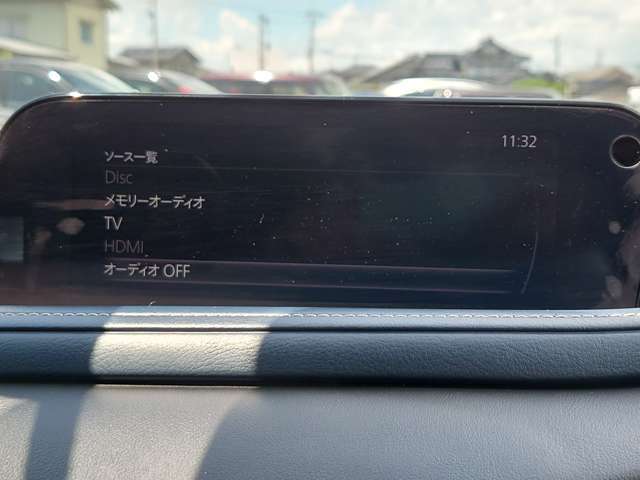 11:32
ソース一覧
Disc
メモリーオーディオ
TV
HDMI
オーディオ OFF